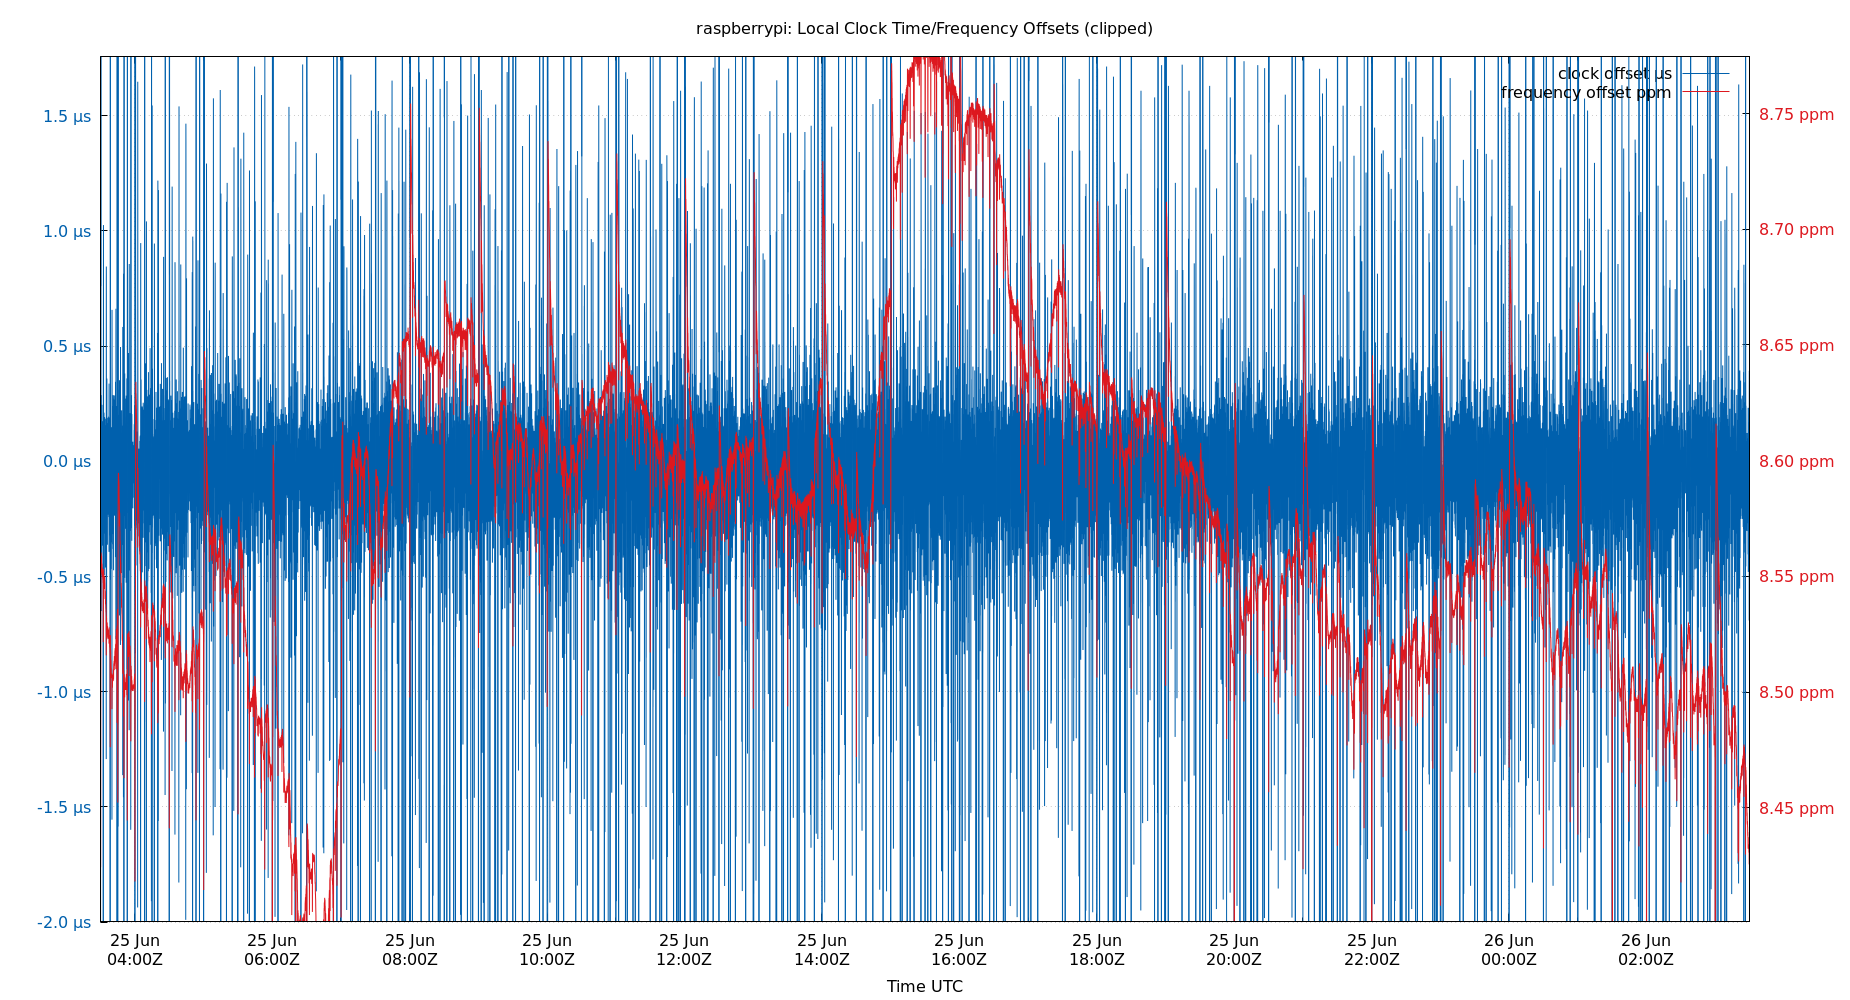 raspberrypi: Local Clock Time/Frequency Offsets (clipped)
clock offset µs
frequency offset ppm
1.5 µs
1.0 µs
0.5 µs
0.0 µs
-0.5 µs
-1.0 µs
-1.5 µs
-2.0 µs
8.75 ppm
8.70 ppm
8.65 ppm
8.60 ppm
8.55 ppm
8.50 ppm
8.45 ppm
25 Jun
04:00Z
25 Jun
06:00Z
25 Jun
08:00Z
25 Jun
10:00Z
25 Jun
12:00Z
25 Jun
14:00Z
25 Jun
16:00Z
25 Jun
18:00Z
25 Jun
20:00Z
25 Jun
22:00Z
26 Jun
00:00Z
26 Jun
02:00Z
Time UTC